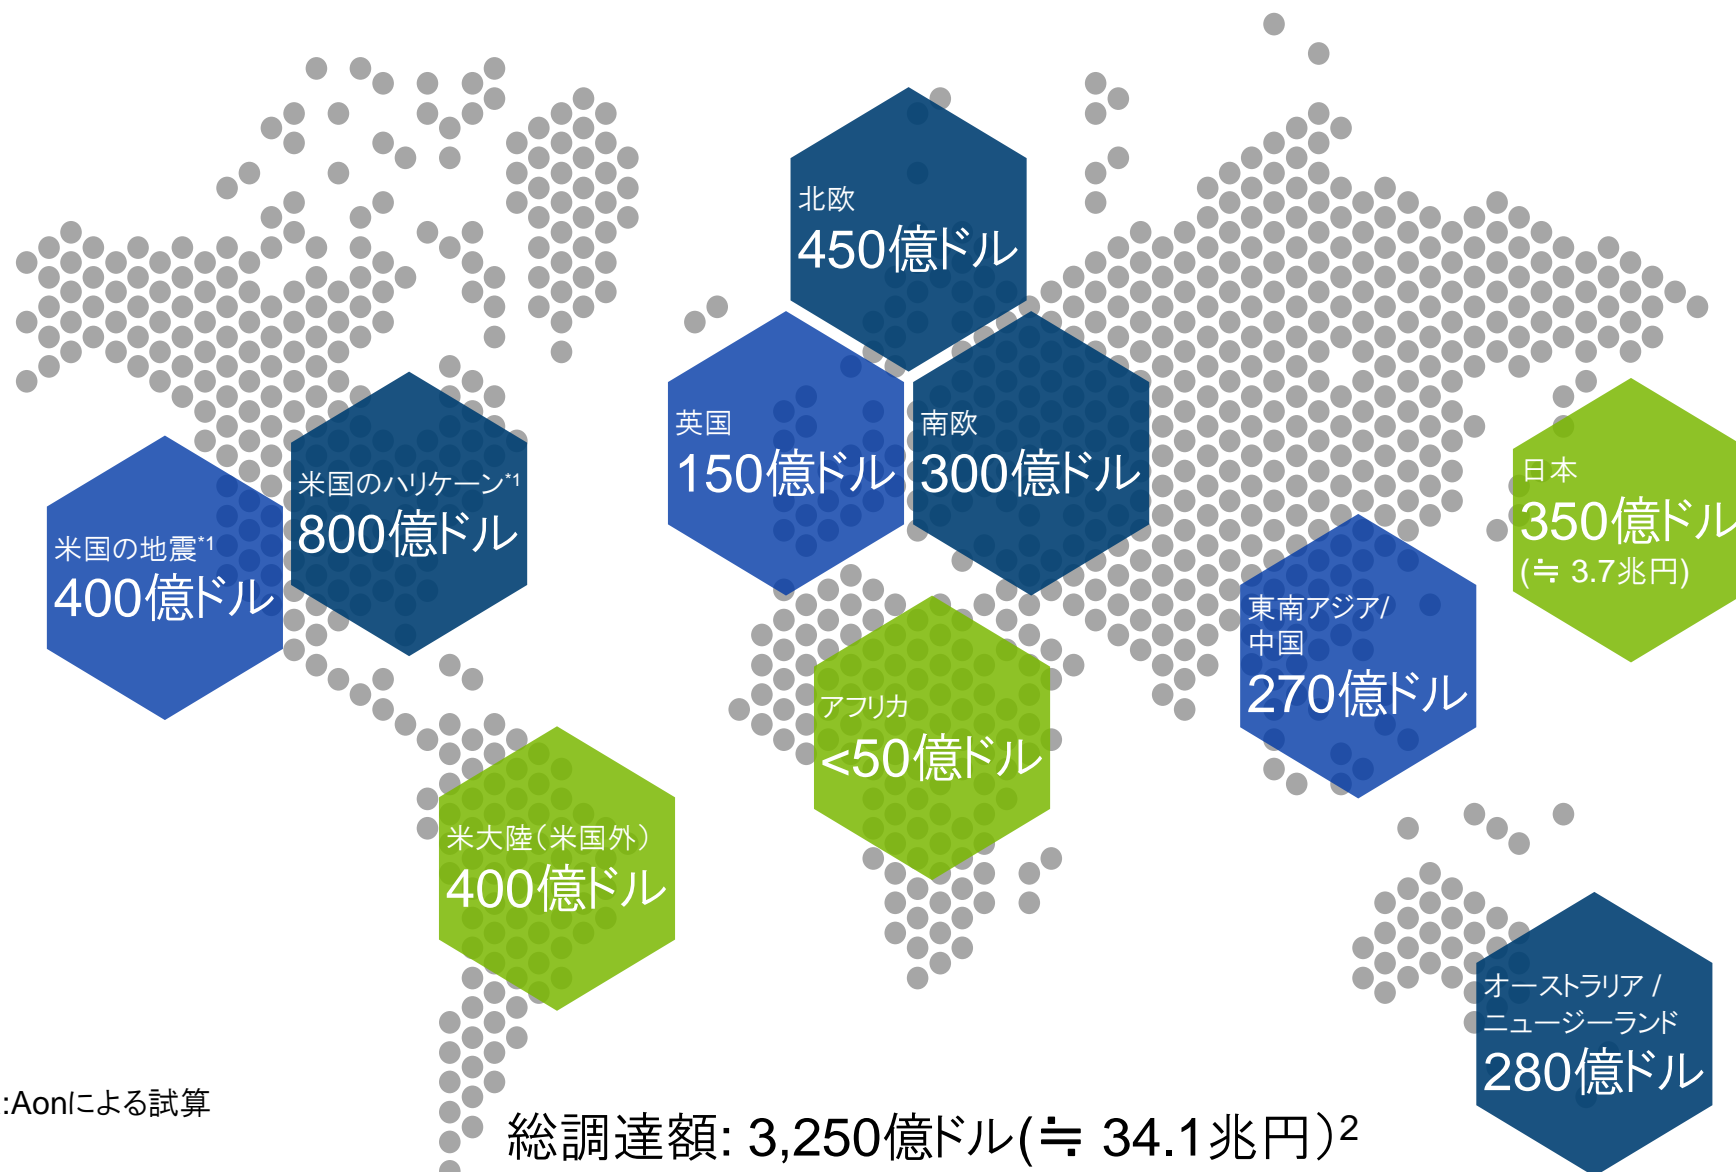 北欧
450億ドル
英国
150億ドル
南欧
300億ドル
米国のハリケーン*1
800億ドル
米国の地震*1
400億ドル
日本
350億ドル
(≒ 3.7兆円)
東南アジア/
中国
270億ドル
アフリカ
<50億ドル
米大陸(米国外)
400億ドル
オーストラリア /
ニュージーランド
280億ドル
:Aonによる試算
総調達額: 3,250億ドル(≒ 34.1兆円)2